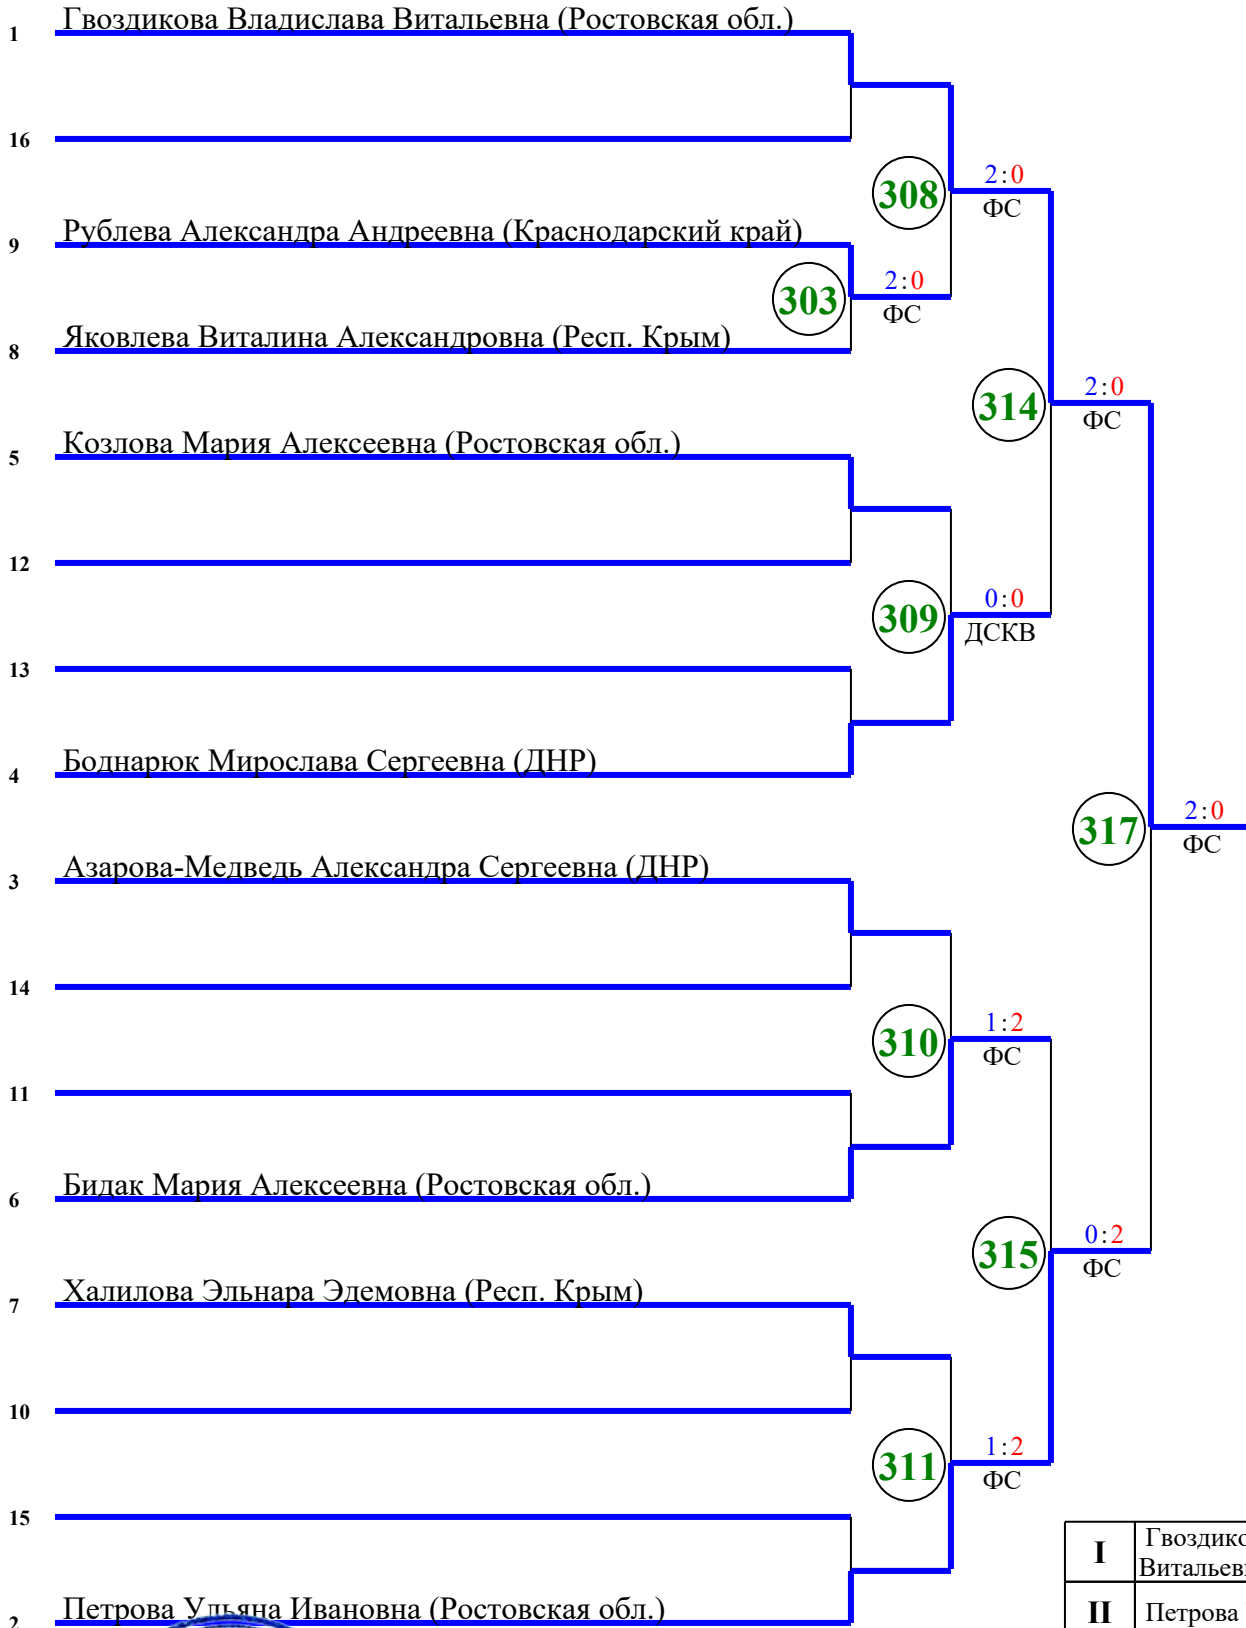 Гвоздикова Владислава Витальевна (Ростовская обл.)
1
16
308
2:0
ФС
Рублева Александра Андреевна (Краснодарский край)
9
303
2:0
ФС
Яковлева Виталина Александровна (Респ. Крым)
8
314
2:0
ФС
Козлова Мария Алексеевна (Ростовская обл.)
5
12
309
0:0
ДСКВ
13
Боднарюк Мирослава Сергеевна (ДНР)
4
317
2:0
ФС
Азарова-Медведь Александра Сергеевна (ДНР)
3
14
310
1:2
ФС
11
Бидак Мария Алексеевна (Ростовская обл.)
6
315
0:2
ФС
Халилова Эльнара Эдемовна (Респ. Крым)
7
10
311
1:2
ФС
15
I
Петрова Ульяна Ивановна (Ростовская обл.)
2
II Петрова